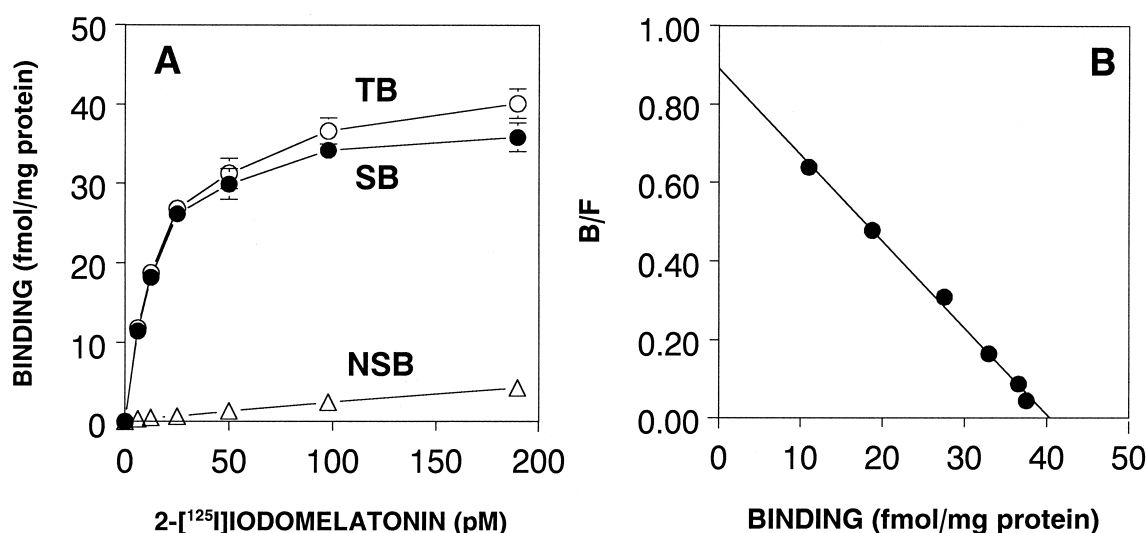 A
BINDING (fmol/mg protein)
50
40
30
20
10
0
TB
SB
NSB
0 50 100 150 200
2-[¹²⁵I]IODOMELATONIN (pM)
B
B/F
1.00
0.80
0.60
0.40
0.20
0.00
0 10 20 30 40 50
BINDING (fmol/mg protein)